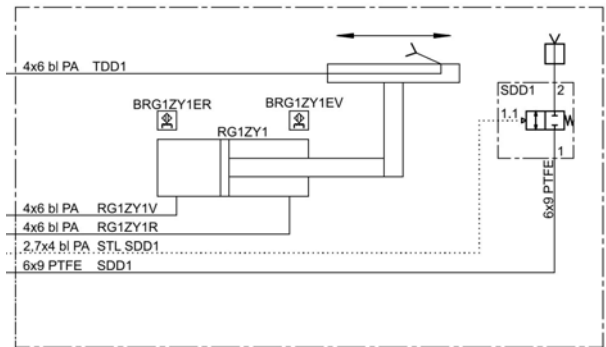 4x6 bl PA TDD1
BRG1ZY1ER
BRG1ZY1EV
RG1ZY1
SDD1
2
1.1
1
6x9 PTFE
4x6 bl PA RG1ZY1V
4x6 bl PA RG1ZY1R
2,7x4 bl PA STL SDD1
6x9 PTFE SDD1